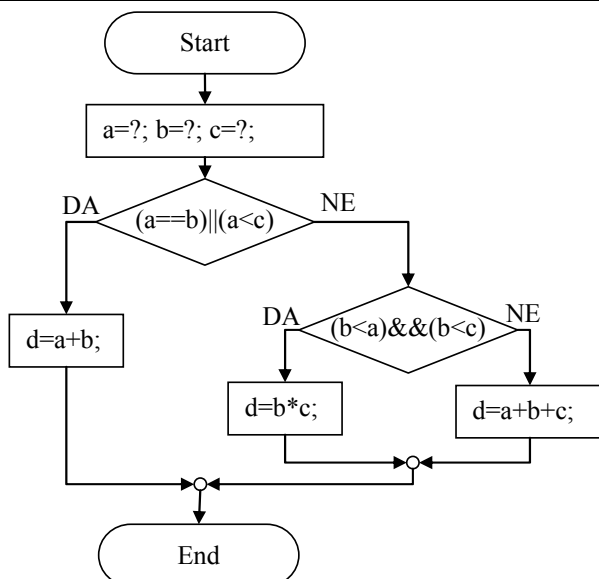 Start
a=?; b=?; c=?;
DA
(a==b)||(a<c)
NE
DA
(b<a)&&(b<c)
NE
d=a+b;
d=b*c;
d=a+b+c;
End